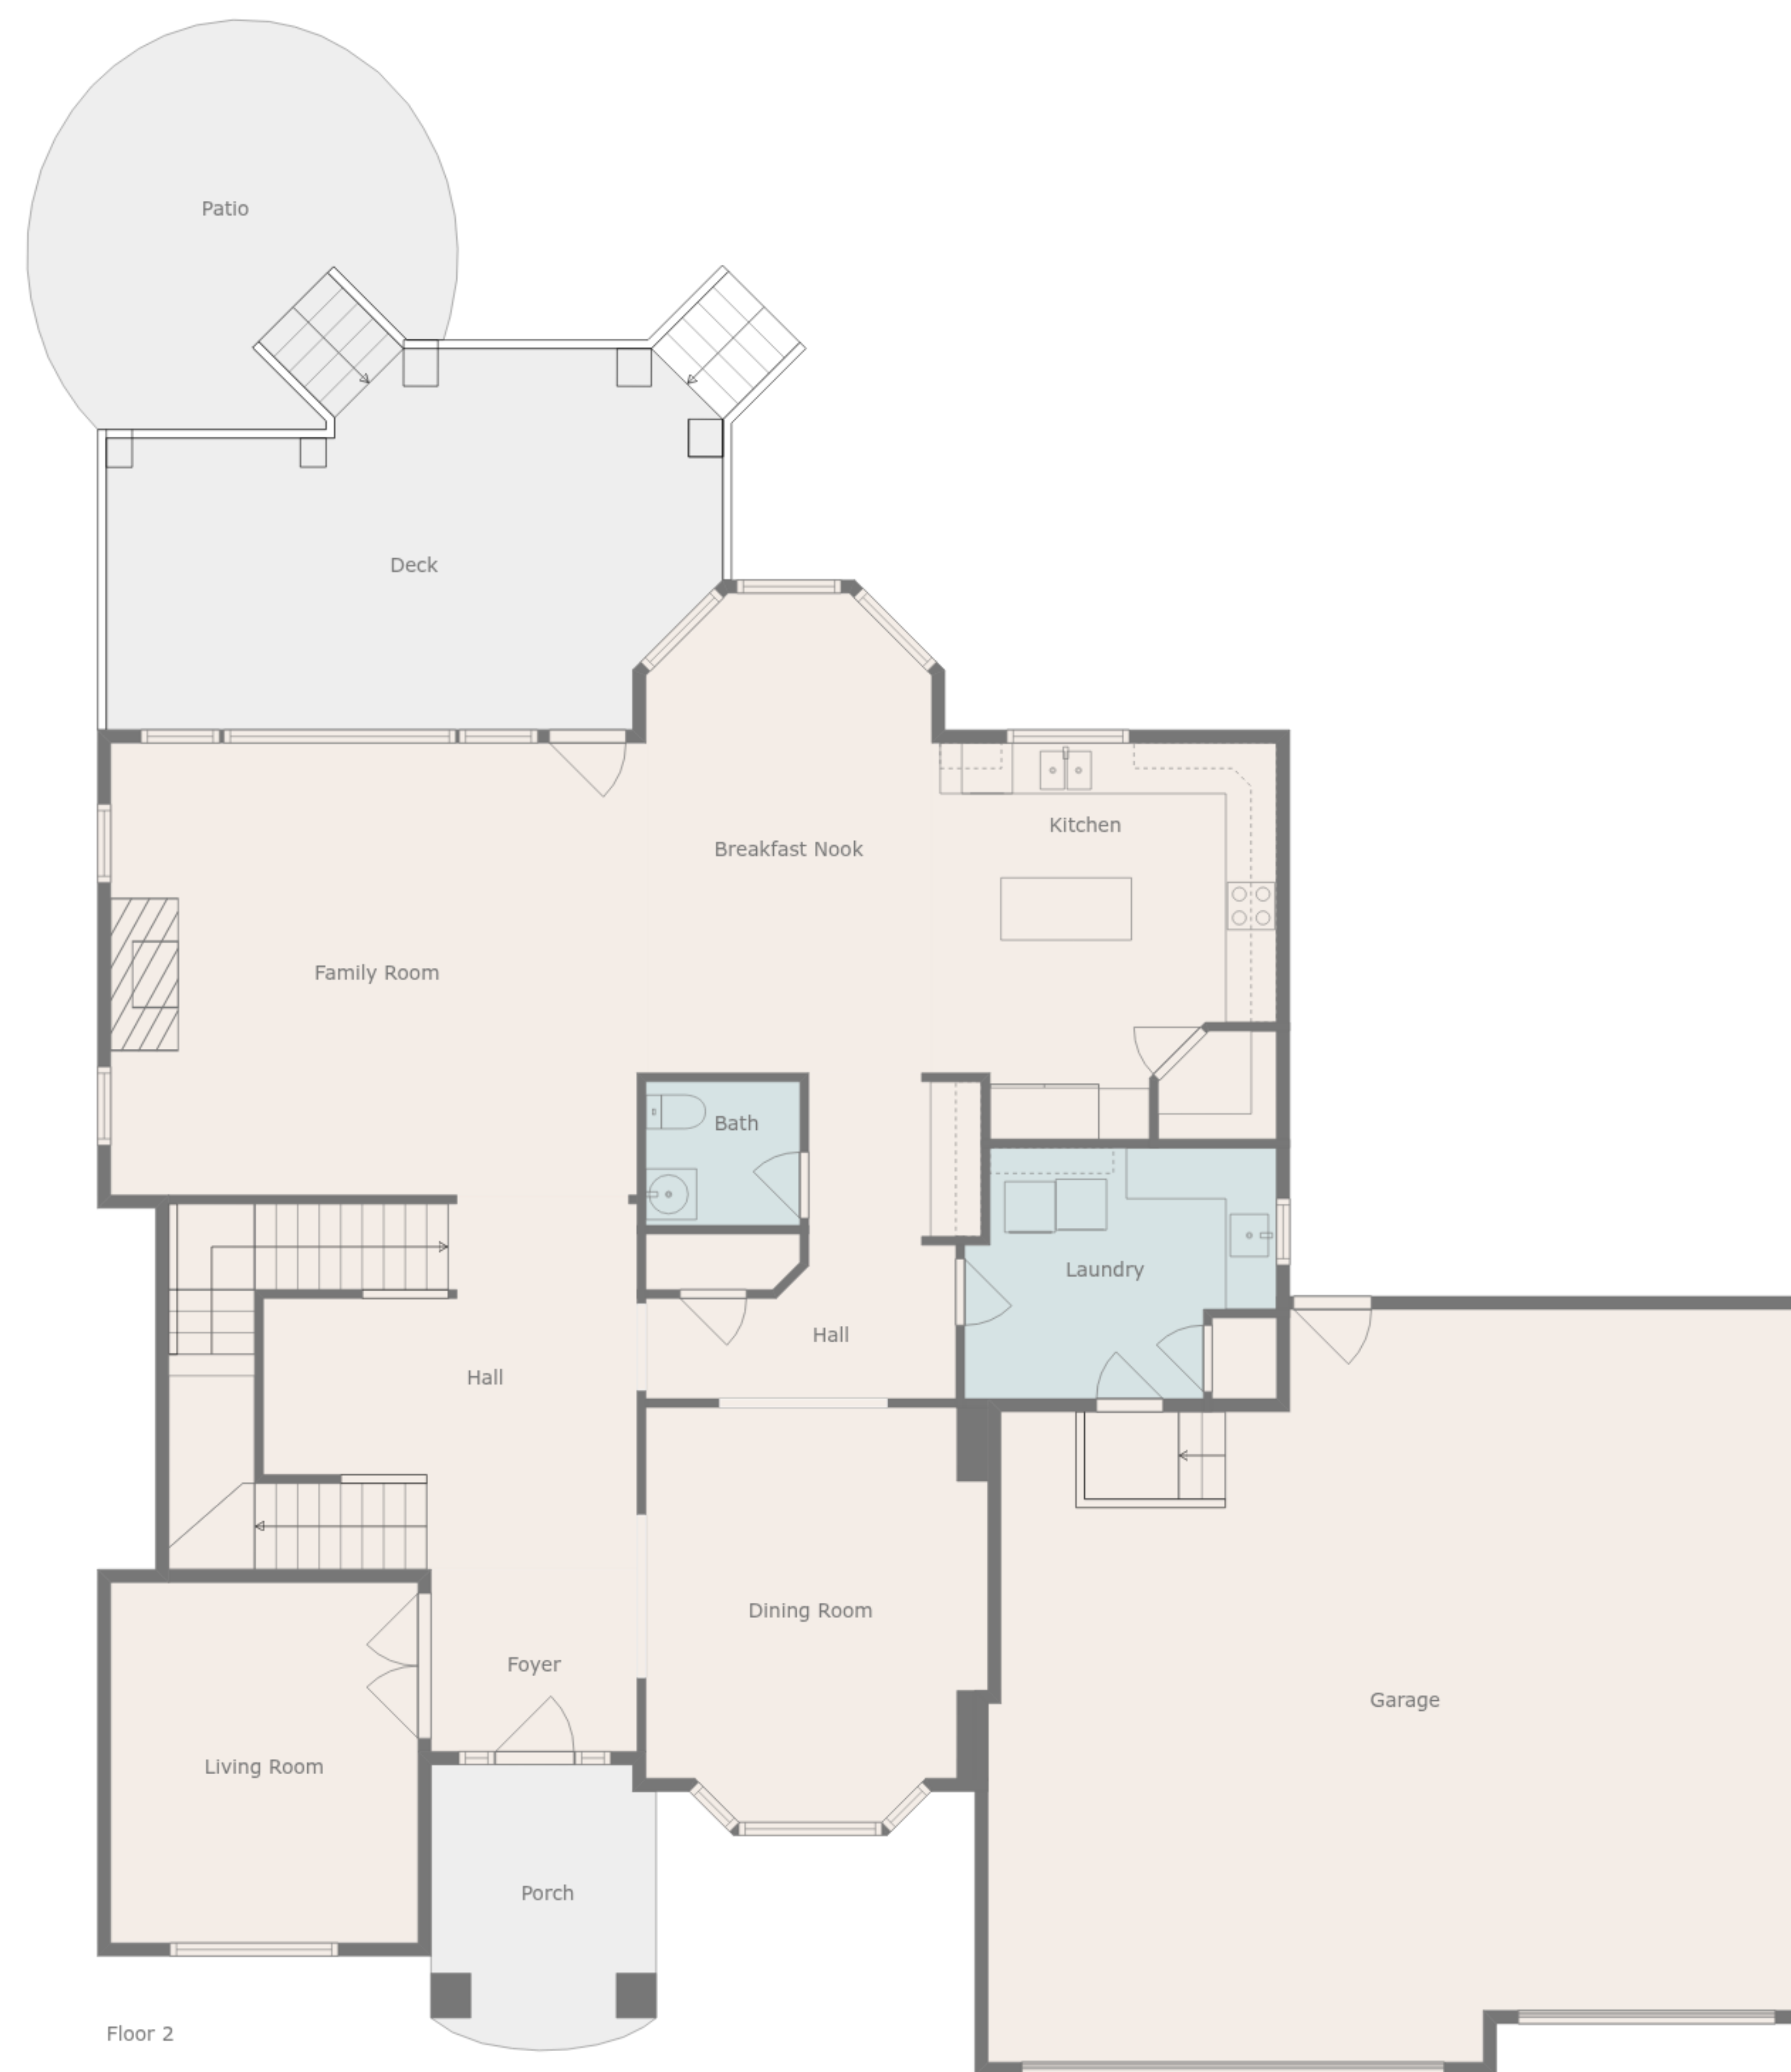 Patio
Deck
Kitchen
Breakfast Nook
Family Room
Bath
Laundry
Hall
Hall
Dining Room
Foyer
Garage
Living Room
Porch
Floor 2